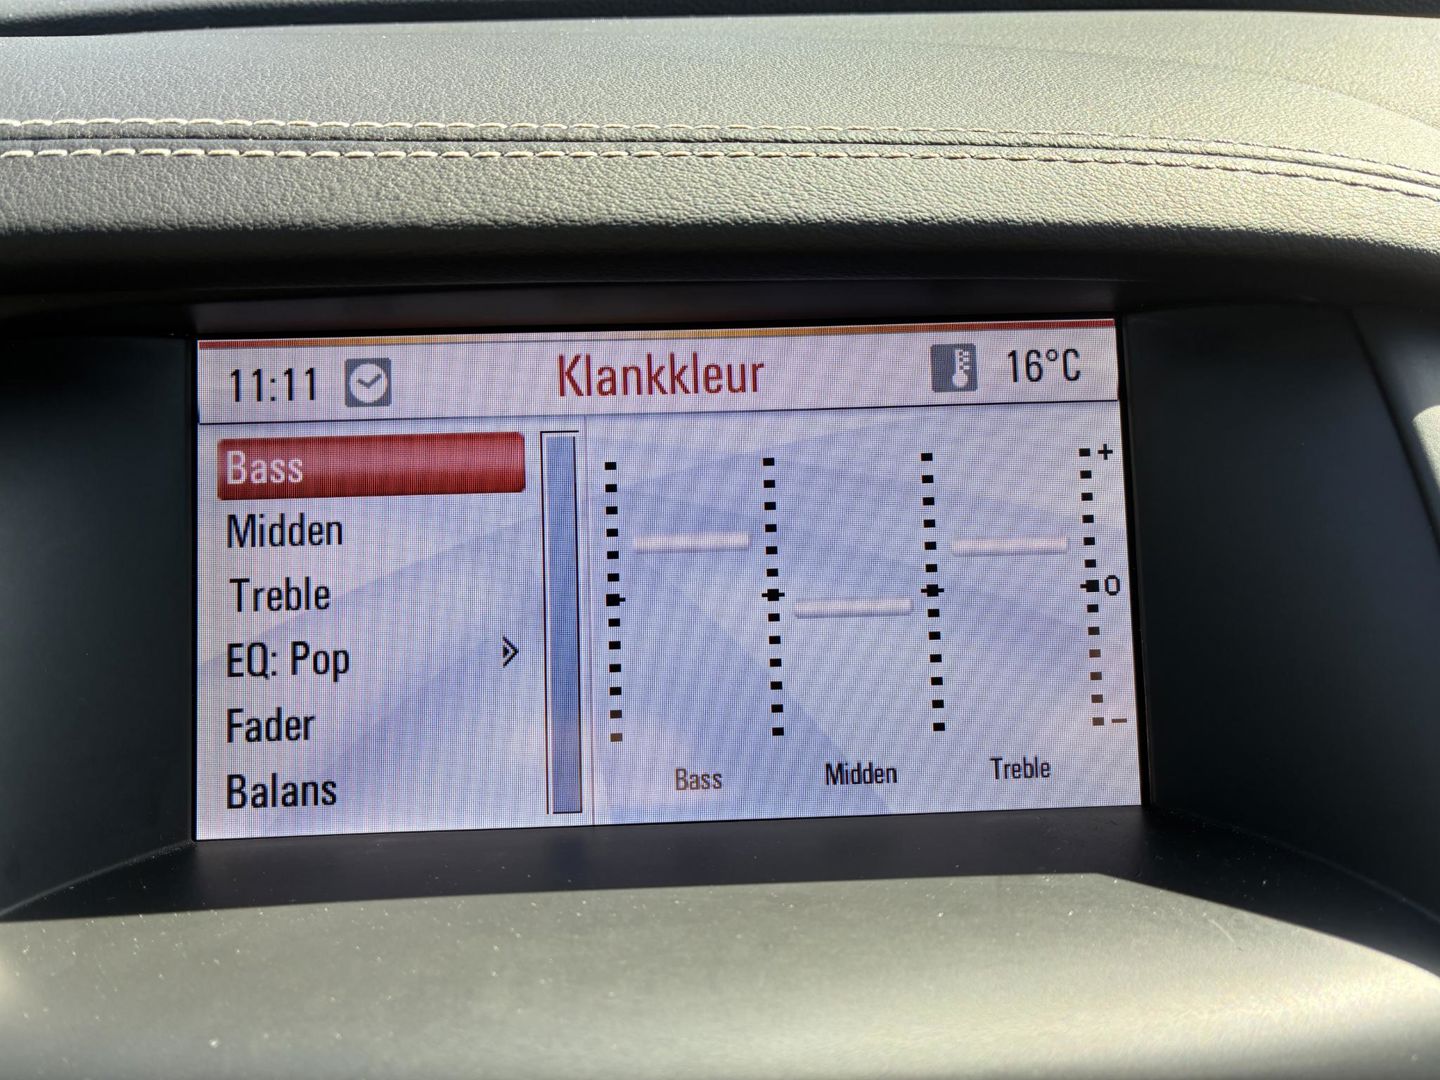 11:11 Klankkleur 16°C
Bass
Midden
Treble
EQ: Pop
Fader
Balans
+
0
−
Bass Midden Treble